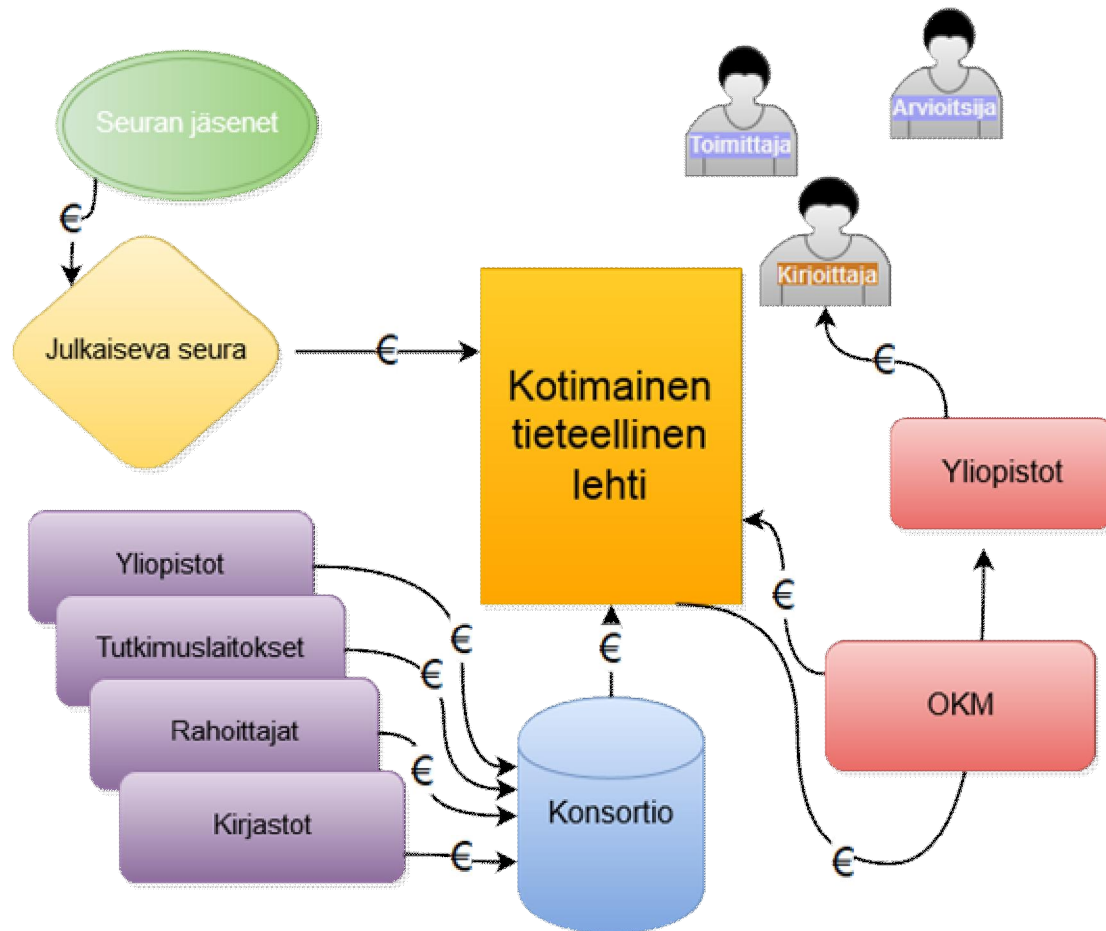 Seuran jäsenet
Toimittaja
Arvioitsija
Kirjoittaja
€
Julkaiseva seura
€
€
Kotimainen
tieteellinen
lehti
Yliopistot
Yliopistot
€
€
€
€
Tutkimuslaitokset
€
OKM
Rahoittajat
€
Konsortio
Kirjastot
€
€